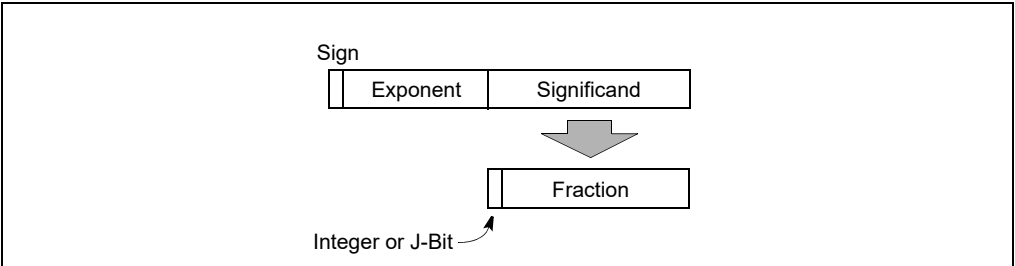 Sign
Exponent Significand
Fraction
Integer or J-Bit